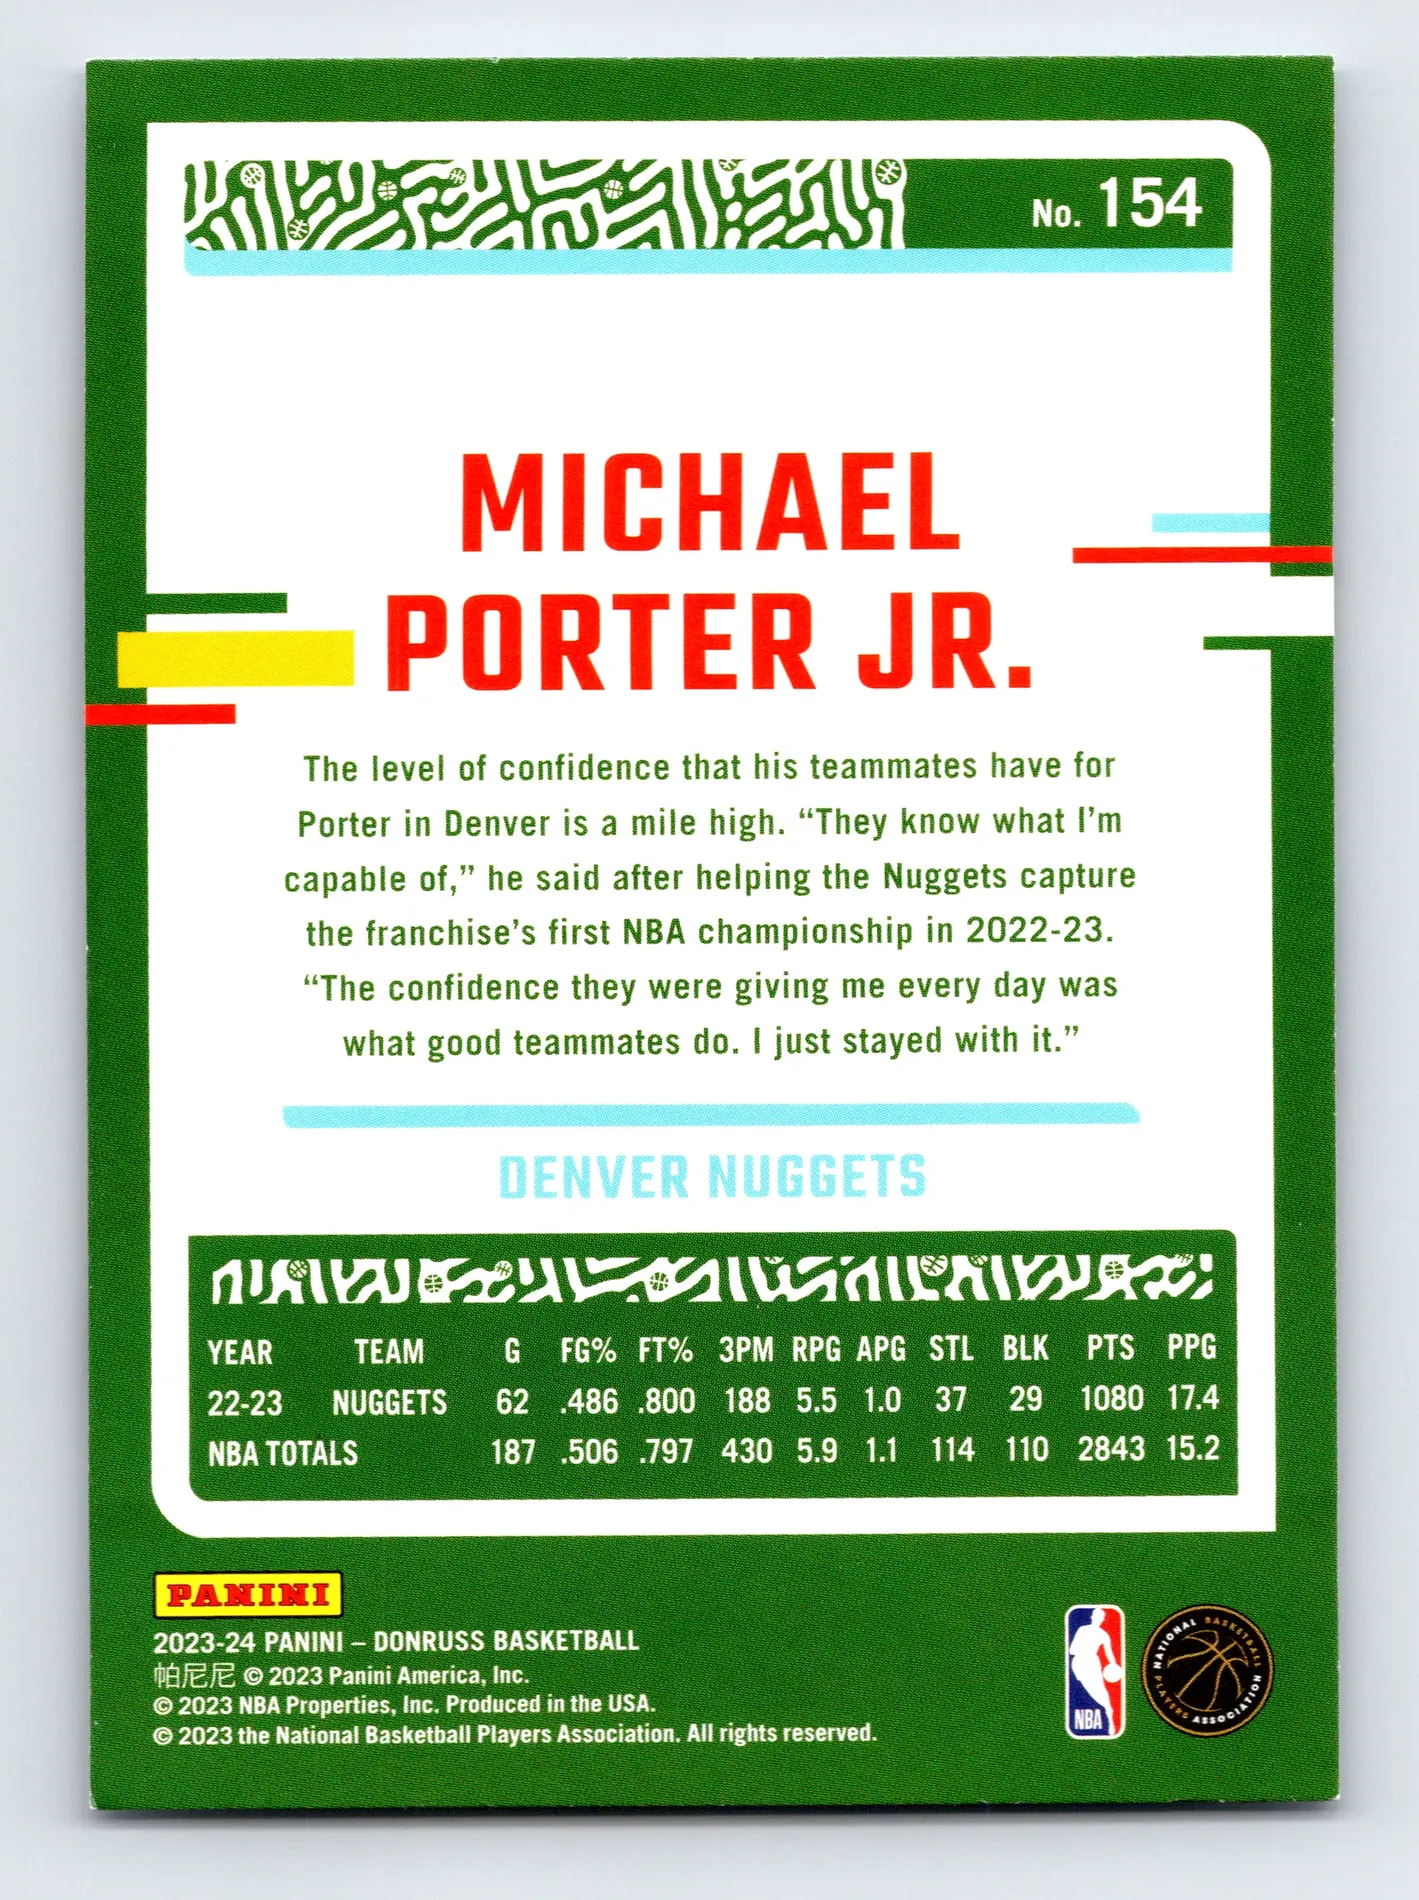 No. 154
MICHAEL
PORTER JR.
The level of confidence that his teammates have for
Porter in Denver is a mile high. “They know what I’m
capable of,” he said after helping the Nuggets capture
the franchise’s first NBA championship in 2022-23.
“The confidence they were giving me every day was
what good teammates do. I just stayed with it.”
DENVER NUGGETS
YEAR TEAM G FG% FT% 3PM RPG APG STL BLK PTS PPG
22-23 NUGGETS 62 .486 .800 188 5.5 1.0 37 29 1080 17.4
NBA TOTALS 187 .506 .797 430 5.9 1.1 114 110 2843 15.2
PANINI
2023-24 PANINI – DONRUSS BASKETBALL
帕尼尼 © 2023 Panini America, Inc.
© 2023 NBA Properties, Inc. Produced in the USA.
© 2023 the National Basketball Players Association. All rights reserved.
NBA
NATIONAL BASKETBALL PLAYERS ASSOCIATION